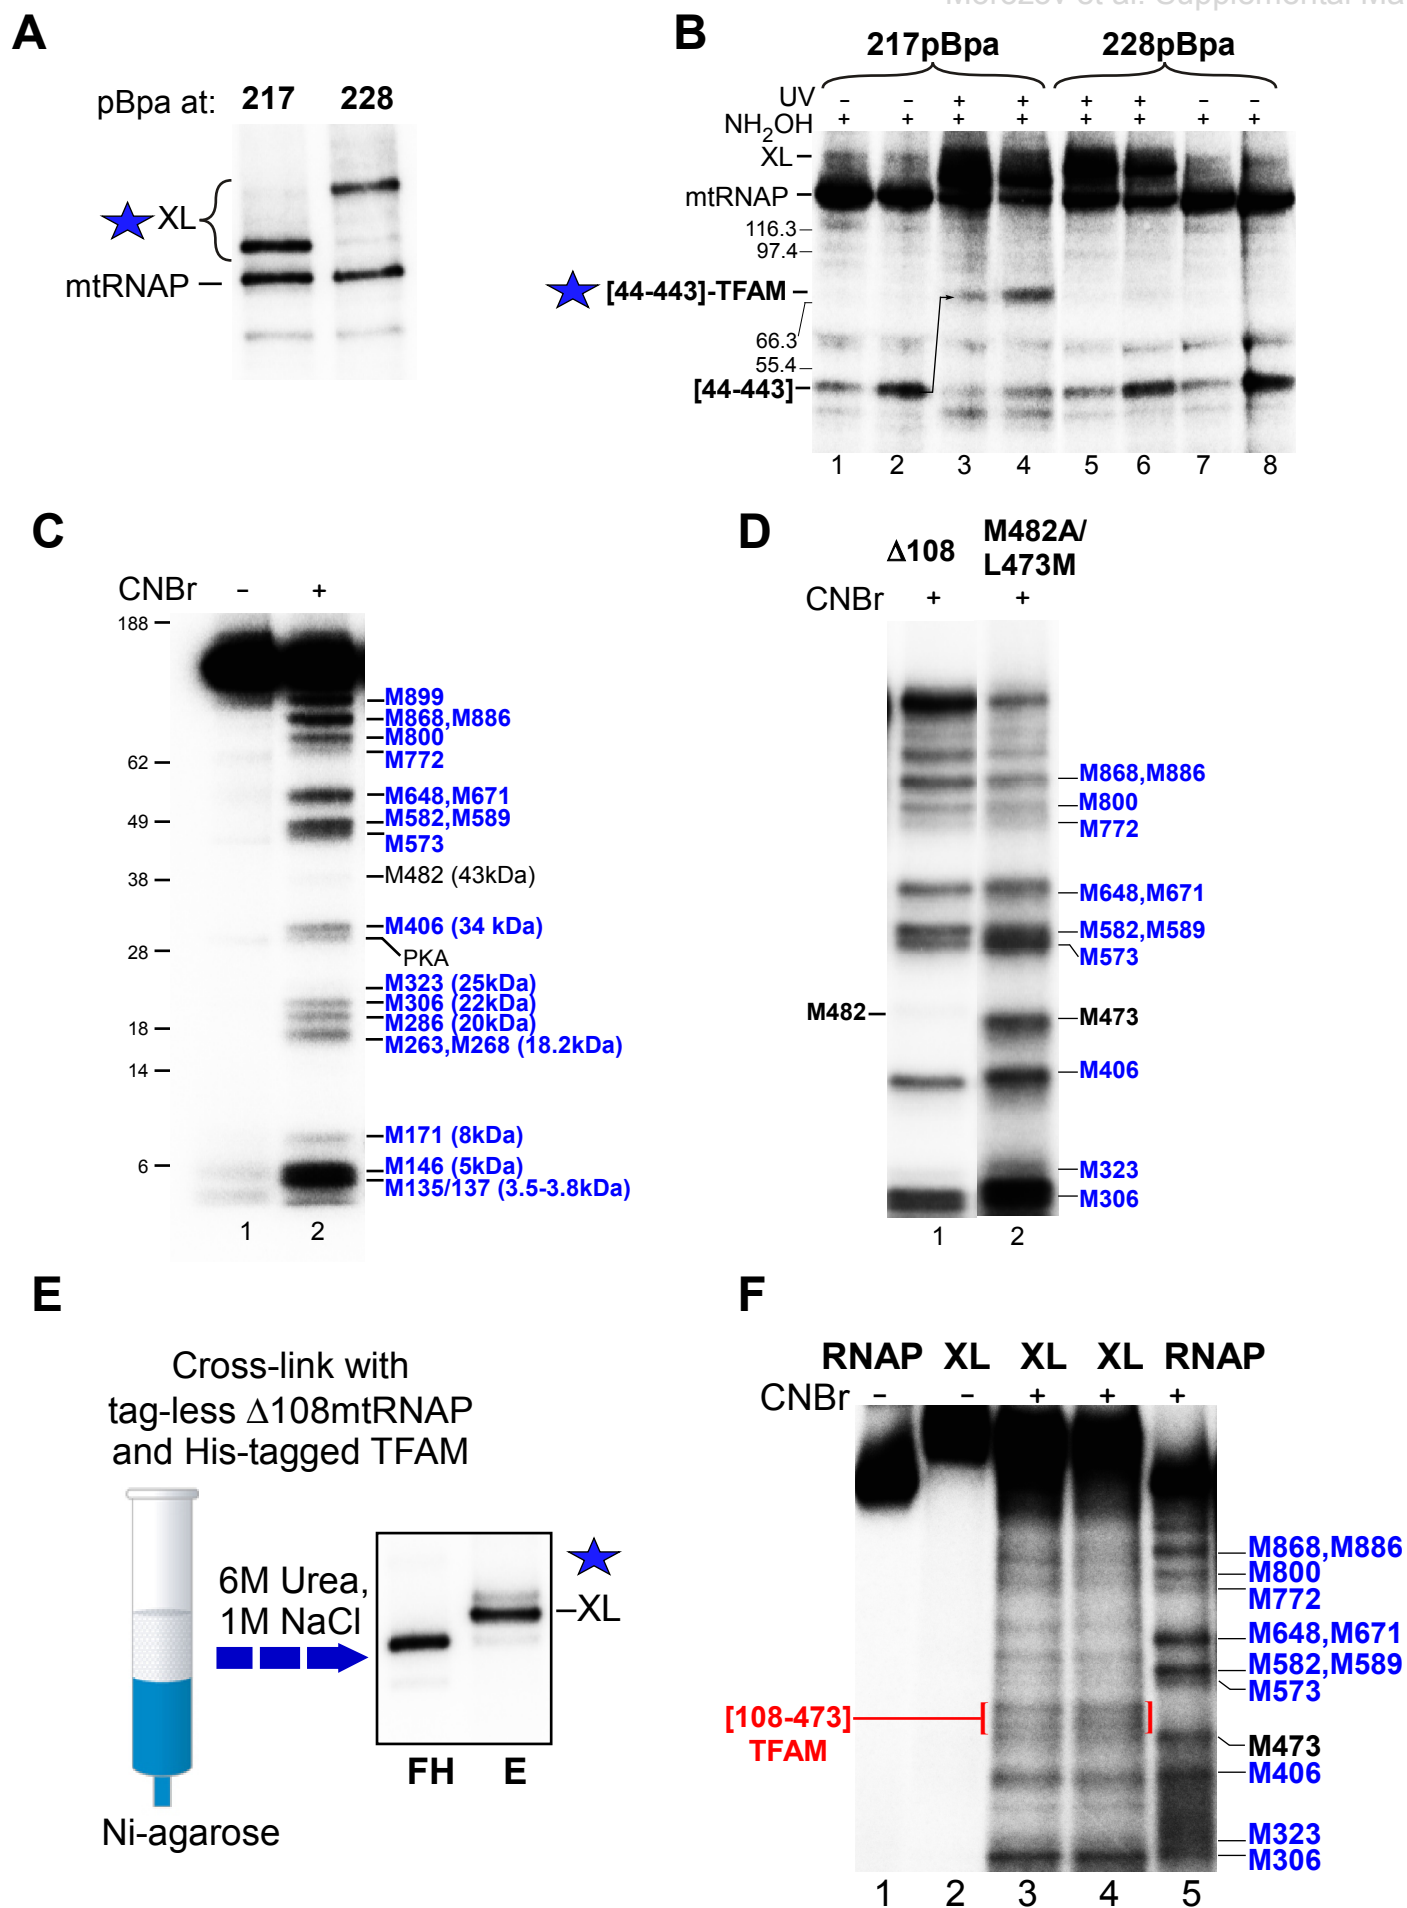 Morozov et al. Supplemental Ma
A
pBpa at: 217 228
XL
mtRNAP
B
217pBpa 228pBpa
UV - - + + + + - -
NH2OH + + + + + + + +
XL
mtRNAP
116.3
97.4
[44-443]-TFAM
66.3
55.4
[44-443]
1 2 3 4 5 6 7 8
C
CNBr - +
188
62
49
38
28
18
14
6
M899
M868,M886
M800
M772
M648,M671
M582,M589
M573
M482 (43kDa)
M406 (34 kDa)
PKA
M323 (25kDa)
M306 (22kDa)
M286 (20kDa)
M263,M268 (18.2kDa)
M171 (8kDa)
M146 (5kDa)
M135/137 (3.5-3.8kDa)
1 2
D
Δ108
M482A/
L473M
CNBr + +
M868,M886
M800
M772
M648,M671
M582,M589
M573
M482
M473
M406
M323
M306
1 2
E
Cross-link with
tag-less Δ108mtRNAP
and His-tagged TFAM
6M Urea,
1M NaCl
XL
FH E
Ni-agarose
F
RNAP XL XL XL RNAP
CNBr - - + + +
M868,M886
M800
M772
M648,M671
M582,M589
M573
[108-473]
TFAM
M473
M406
M323
M306
1 2 3 4 5